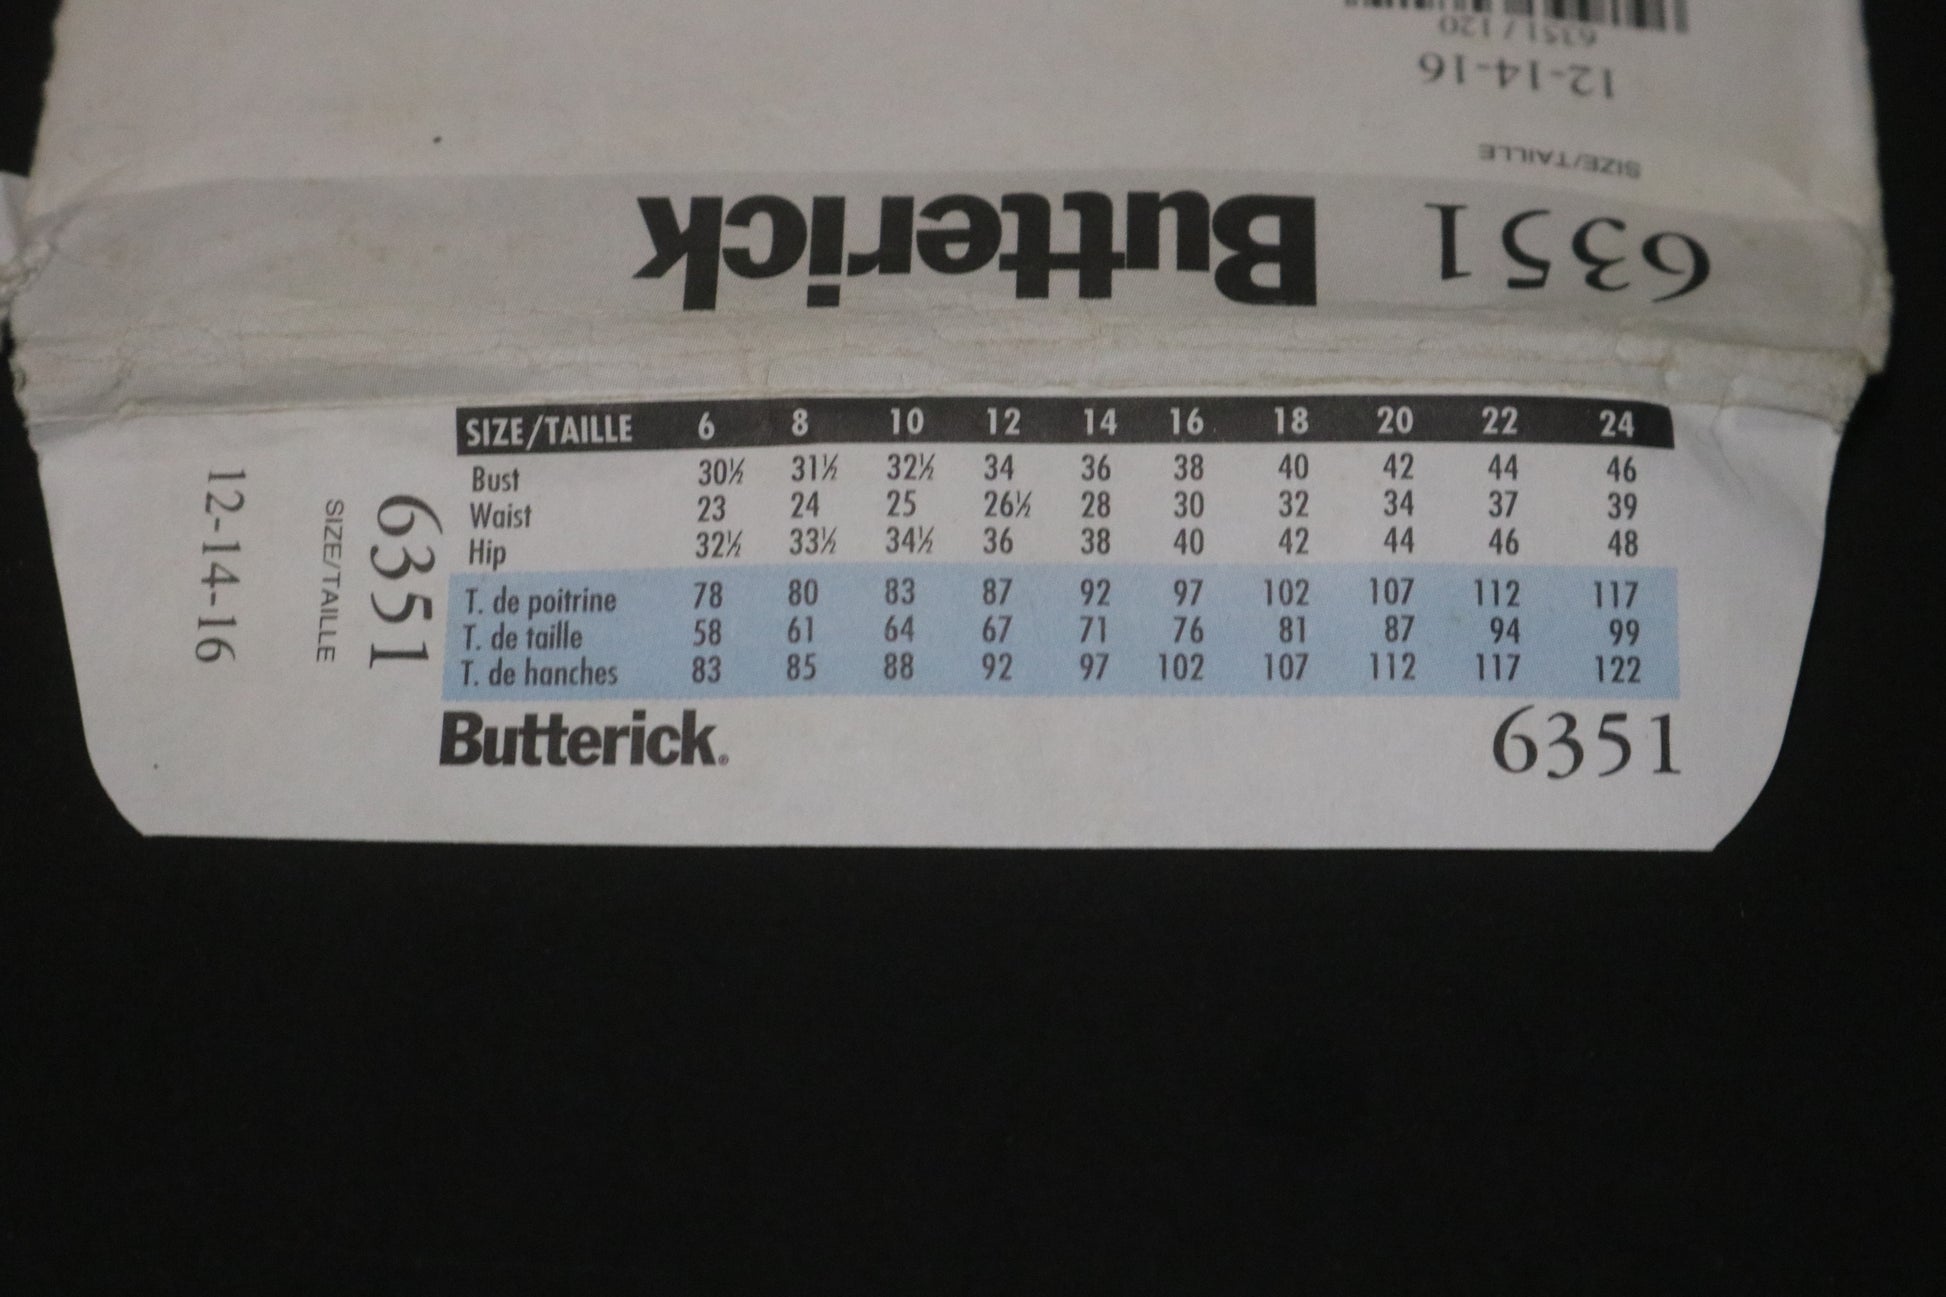 6351 / 120
12-14-16
SIZE/TAILLE
6351 Butterick
SIZE/TAILLE 6 8 10 12 14 16 18 20 22 24
Bust 30½ 31½ 32½ 34 36 38 40 42 44 46
Waist 23 24 25 26½ 28 30 32 34 37 39
Hip 32½ 33½ 34½ 36 38 40 42 44 46 48
T. de poitrine 78 80 83 87 92 97 102 107 112 117
T. de taille 58 61 64 67 71 76 81 87 94 99
T. de hanches 83 85 88 92 97 102 107 112 117 122
Butterick® 6351
6351
SIZE/TAILLE
12-14-16